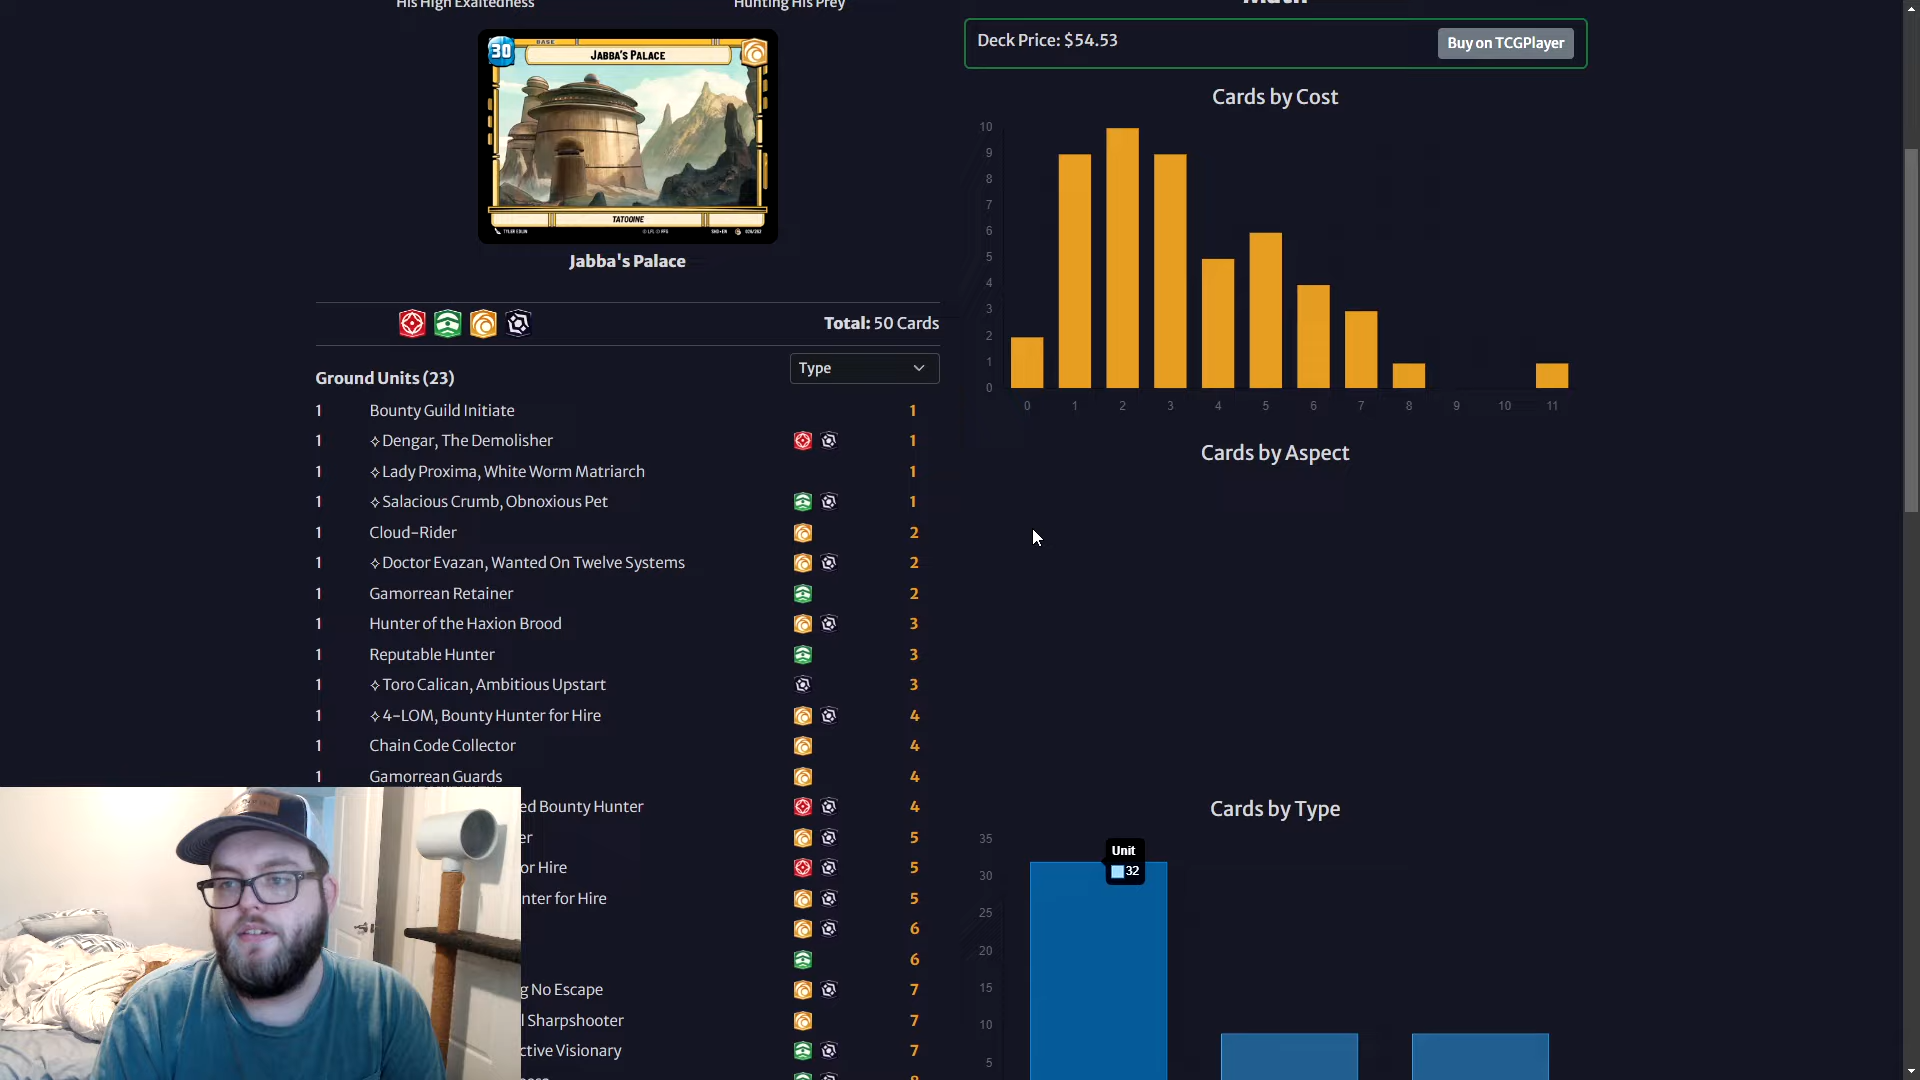 His High Exaltedness
Hunting His Prey
30
BASE
JABBA'S PALACE
TATOOINE
Jabba's Palace
Total: 50 Cards
Type
Ground Units (23)
1 Bounty Guild Initiate 1
1 Dengar, The Demolisher 1
1 Lady Proxima, White Worm Matriarch 1
1 Salacious Crumb, Obnoxious Pet 1
1 Cloud-Rider 2
1 Doctor Evazan, Wanted On Twelve Systems 2
1 Gamorrean Retainer 2
1 Hunter of the Haxion Brood 3
1 Reputable Hunter 3
1 Toro Calican, Ambitious Upstart 3
1 4-LOM, Bounty Hunter for Hire 4
1 Chain Code Collector 4
1 Gamorrean Guards 4
ed Bounty Hunter 4
er 5
or Hire 5
nter for Hire 5
6
6
g No Escape 7
l Sharpshooter 7
ctive Visionary 7
Math
Deck Price: $54.53
Buy on TCGPlayer
Cards by Cost
10
9
8
7
6
5
4
3
2
1
0
0 1 2 3 4 5 6 7 8 9 10 11
Cards by Aspect
Cards by Type
35
30
25
20
15
10
5
Unit
32